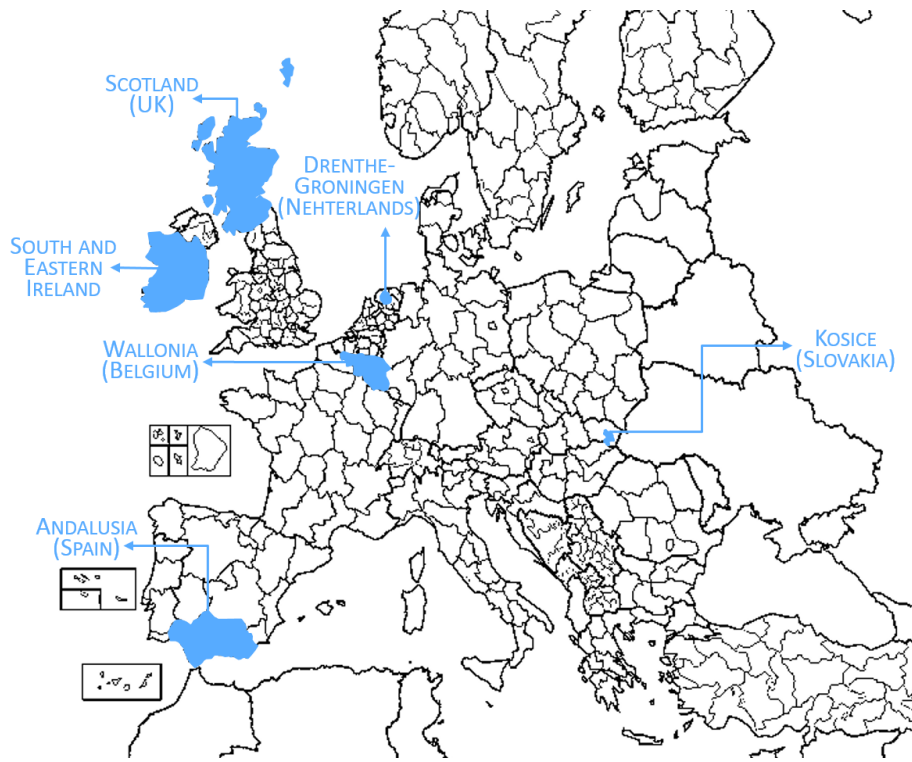 SCOTLAND
(UK)
DRENTHE-
GRONINGEN
(NEHTERLANDS)
SOUTH AND
EASTERN
IRELAND
WALLONIA
(BELGIUM)
KOSICE
(SLOVAKIA)
ANDALUSIA
(SPAIN)